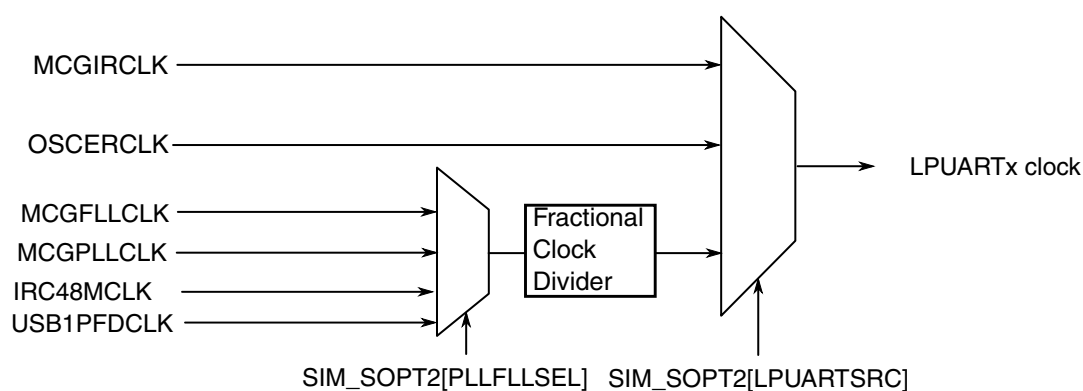 MCGIRCLK
OSCERCLK
LPUARTx clock
MCGFLLCLK
MCGPLLCLK
IRC48MCLK
USB1PFDCLK
Fractional
Clock
Divider
SIM_SOPT2[PLLFLLSEL]
SIM_SOPT2[LPUARTSRC]